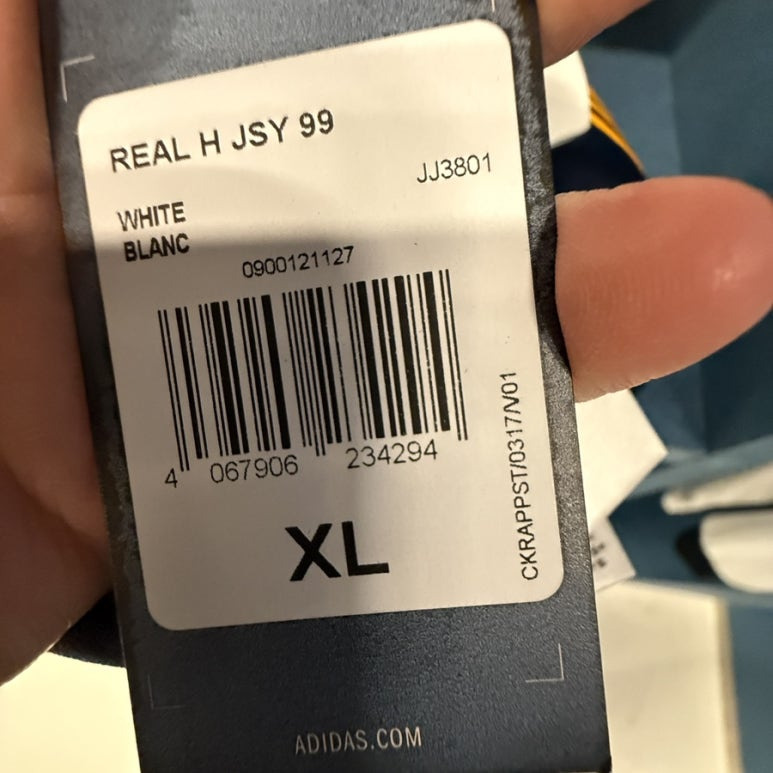 REAL H JSY 99
JJ3801
WHITE
BLANC
0900121127
4 067906 234294
CKRAPPST/0317/V01
XL
ADIDAS.COM